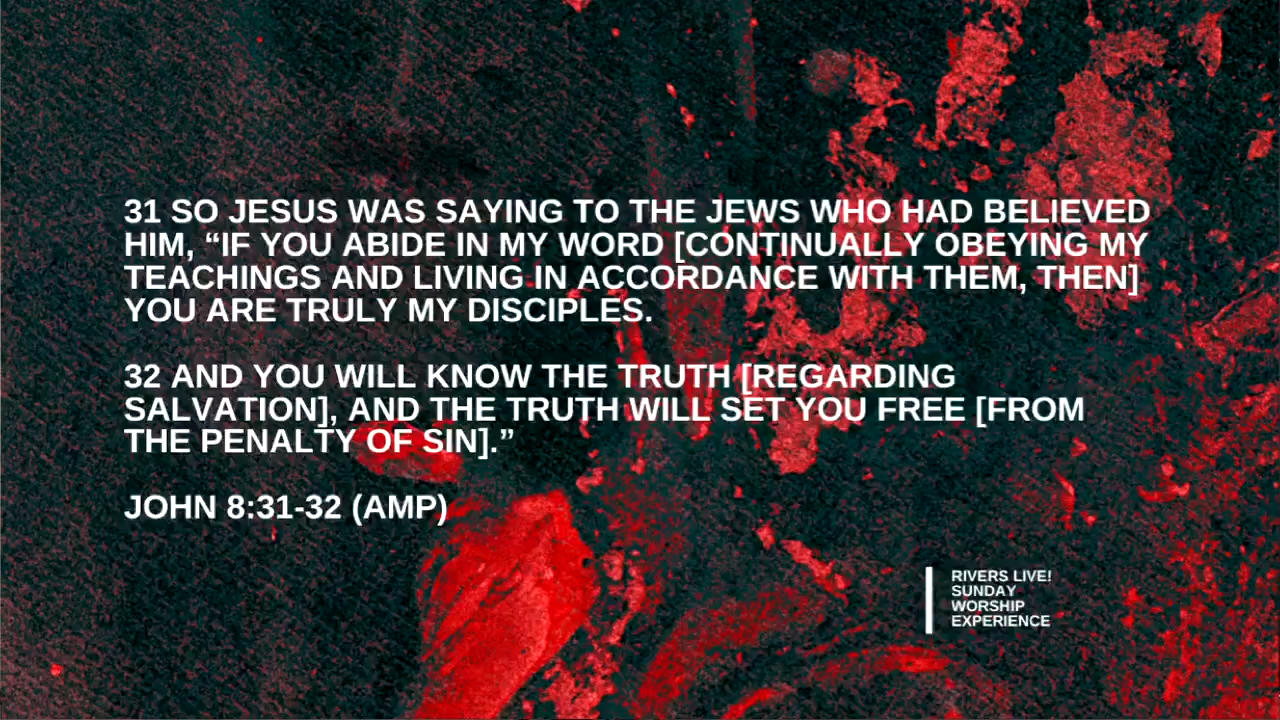 31 SO JESUS WAS SAYING TO THE JEWS WHO HAD BELIEVED
HIM, “IF YOU ABIDE IN MY WORD [CONTINUALLY OBEYING MY
TEACHINGS AND LIVING IN ACCORDANCE WITH THEM, THEN]
YOU ARE TRULY MY DISCIPLES.
32 AND YOU WILL KNOW THE TRUTH [REGARDING
SALVATION], AND THE TRUTH WILL SET YOU FREE [FROM
THE PENALTY OF SIN].”
JOHN 8:31-32 (AMP)
RIVERS LIVE!
SUNDAY
WORSHIP
EXPERIENCE